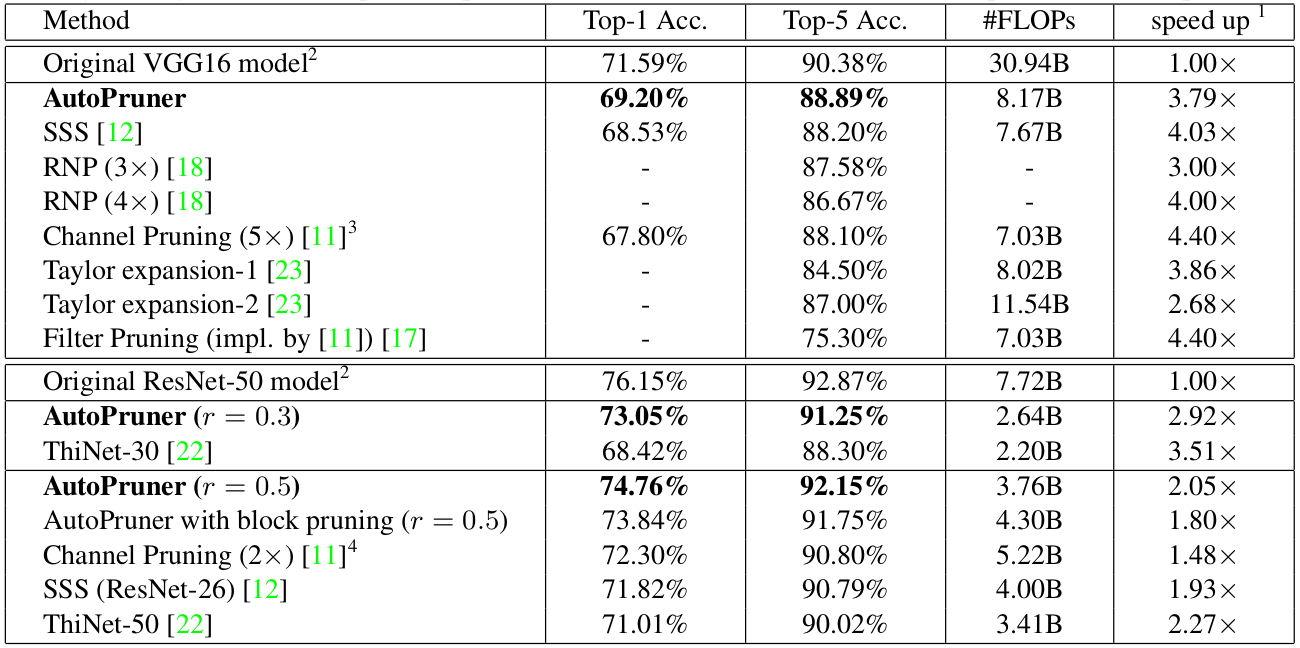 Method Top-1 Acc. Top-5 Acc. #FLOPs speed up 1
Original VGG16 model2 71.59% 90.38% 30.94B 1.00×
AutoPruner 69.20% 88.89% 8.17B 3.79×
SSS [12] 68.53% 88.20% 7.67B 4.03×
RNP (3×) [18] - 87.58% - 3.00×
RNP (4×) [18] - 86.67% - 4.00×
Channel Pruning (5×) [11]3 67.80% 88.10% 7.03B 4.40×
Taylor expansion-1 [23] - 84.50% 8.02B 3.86×
Taylor expansion-2 [23] - 87.00% 11.54B 2.68×
Filter Pruning (impl. by [11]) [17] - 75.30% 7.03B 4.40×
Original ResNet-50 model2 76.15% 92.87% 7.72B 1.00×
AutoPruner (r = 0.3) 73.05% 91.25% 2.64B 2.92×
ThiNet-30 [22] 68.42% 88.30% 2.20B 3.51×
AutoPruner (r = 0.5) 74.76% 92.15% 3.76B 2.05×
AutoPruner with block pruning (r = 0.5) 73.84% 91.75% 4.30B 1.80×
Channel Pruning (2×) [11]4 72.30% 90.80% 5.22B 1.48×
SSS (ResNet-26) [12] 71.82% 90.79% 4.00B 1.93×
ThiNet-50 [22] 71.01% 90.02% 3.41B 2.27×